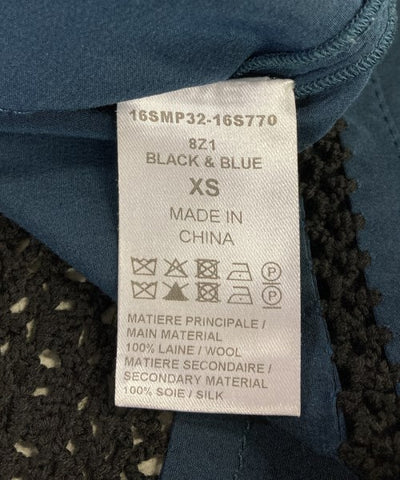 16SMP32-16S770
8Z1
BLACK & BLUE
XS
MADE IN
CHINA
P
P
MATIERE PRINCIPALE /
MAIN MATERIAL
100% LAINE / WOOL
MATIERE SECONDAIRE /
SECONDARY MATERIAL
100% SOIE / SILK